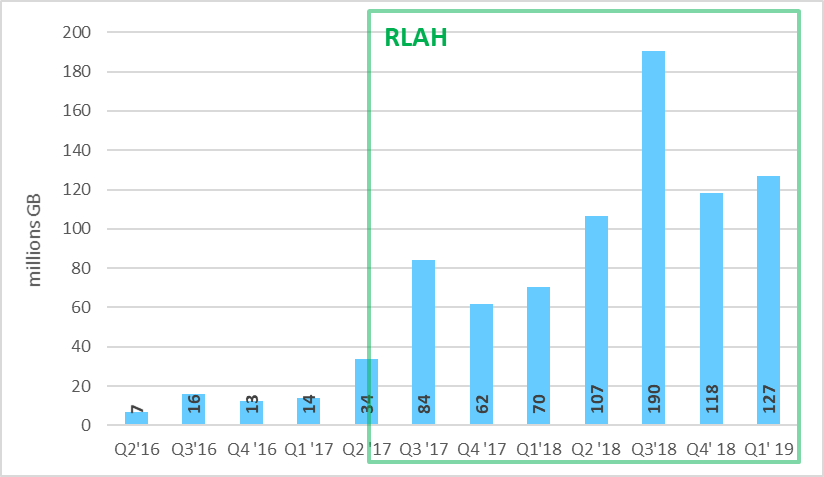 RLAH
millions GB
200
180
160
140
120
100
80
60
40
20
0
7
16
13
14
34
84
62
70
107
190
118
127
Q2'16
Q3'16
Q4 '16
Q1 '17
Q2 '17
Q3 '17
Q4 '17
Q1'18
Q2 '18
Q3'18
Q4' 18
Q1' 19